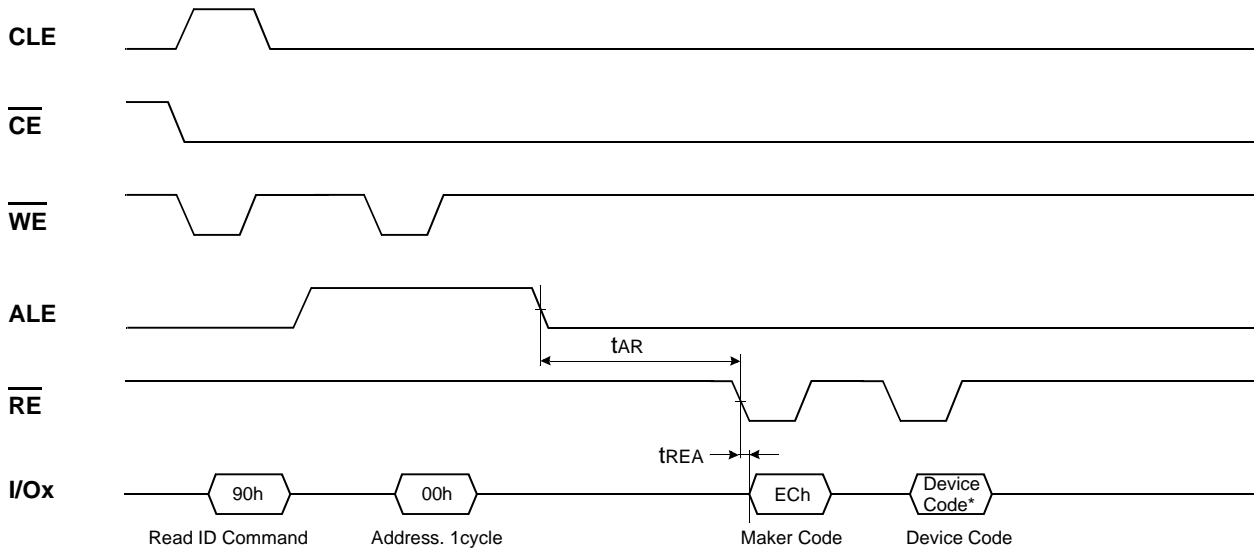 CLE
CE
WE
ALE
tAR
RE
tREA
I/Ox
90h
00h
ECh
Device
Code*
Read ID Command
Address. 1cycle
Maker Code
Device Code